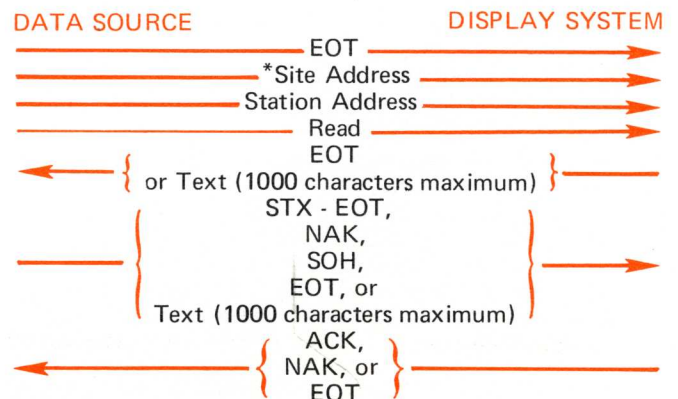 DATA SOURCE DISPLAY SYSTEM
EOT
*Site Address
Station Address
Read
EOT
or Text (1000 characters maximum)
STX - EOT,
NAK,
SOH,
EOT, or
Text (1000 characters maximum)
ACK,
NAK, or
EOT